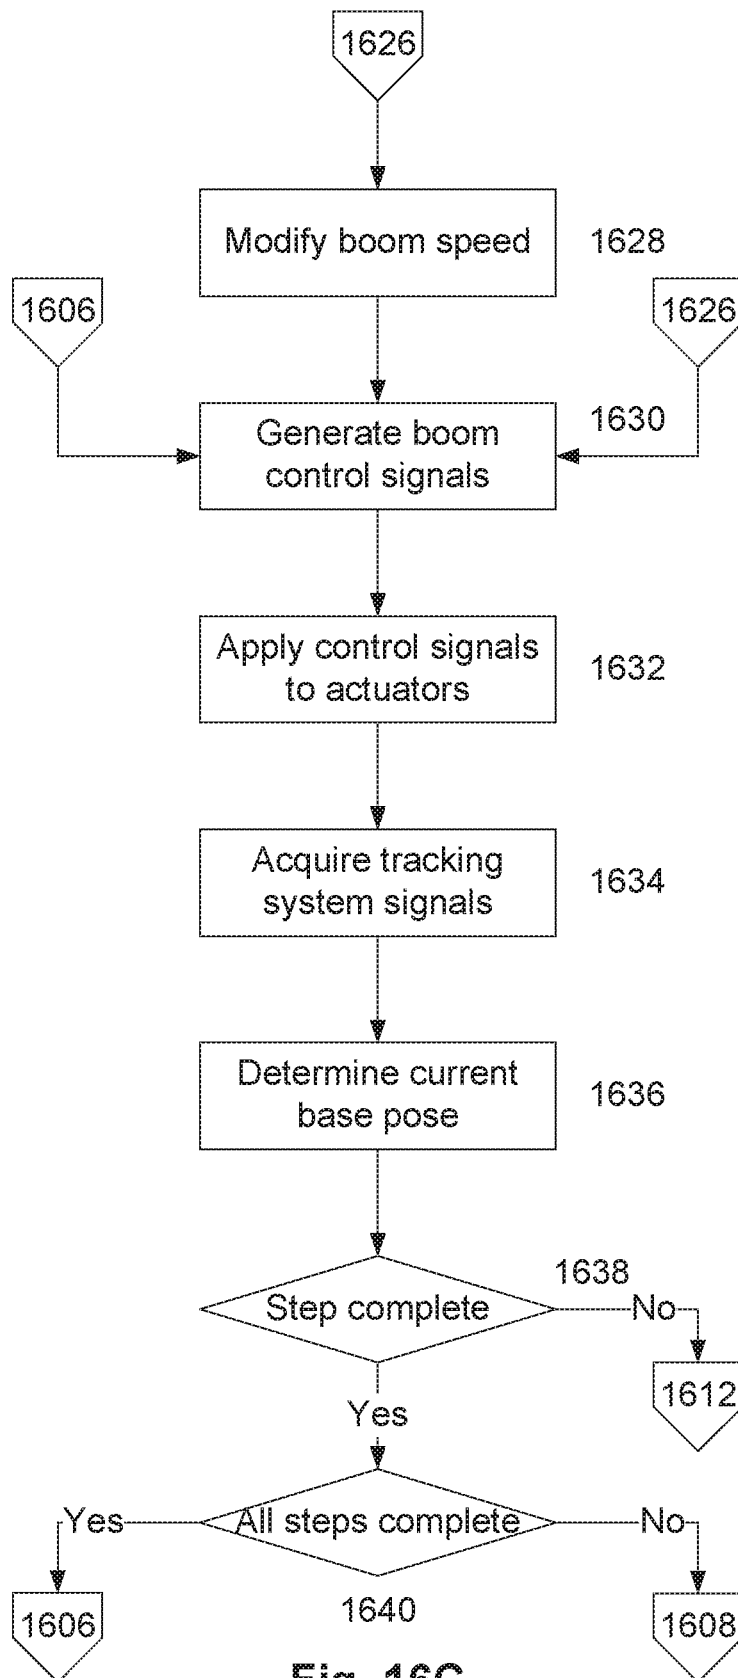 1626
Modify boom speed
1628
1606
1626
Generate boom
control signals
1630
Apply control signals
to actuators
1632
Acquire tracking
system signals
1634
Determine current
base pose
1636
1638
Step complete
No
1612
Yes
Yes
All steps complete
No
1606
1640
1608
Fig. 16C